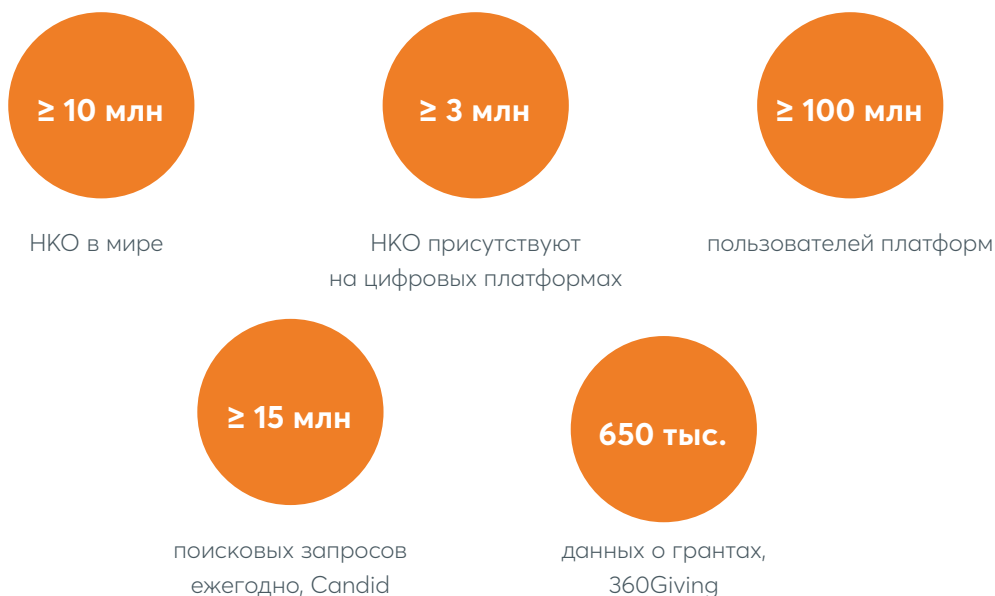 ≥ 10 млн
НКО в мире
≥ 3 млн
НКО присутствуют
на цифровых платформах
≥ 100 млн
пользователей платформ
≥ 15 млн
поисковых запросов
ежегодно, Candid
650 тыс.
данных о грантах,
360Giving